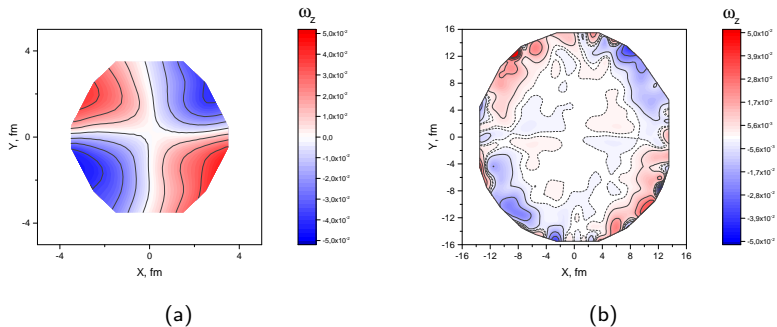 ω_z
4
0
-4
Y, fm
-4
0
4
X, fm
5,0x10⁻²
4,0x10⁻²
3,0x10⁻²
2,0x10⁻²
1,0x10⁻²
0,0
-1,0x10⁻²
-2,0x10⁻²
-3,0x10⁻²
-4,0x10⁻²
-5,0x10⁻²
(a)
ω_z
16
12
8
4
0
-4
-8
-12
-16
Y, fm
-16
-12
-8
-4
0
4
8
12
16
X, fm
5,0x10⁻²
3,9x10⁻²
2,8x10⁻²
1,7x10⁻²
5,6x10⁻³
-5,6x10⁻³
-1,7x10⁻²
-2,8x10⁻²
-3,9x10⁻²
-5,0x10⁻²
(b)